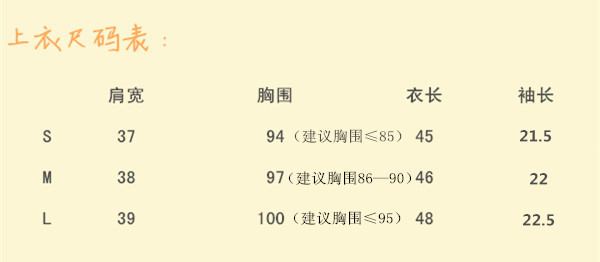 上衣尺码表：
肩宽 胸围 衣长 袖长
S 37 94（建议胸围≤85） 45 21.5
M 38 97（建议胸围86—90） 46 22
L 39 100（建议胸围≤95） 48 22.5